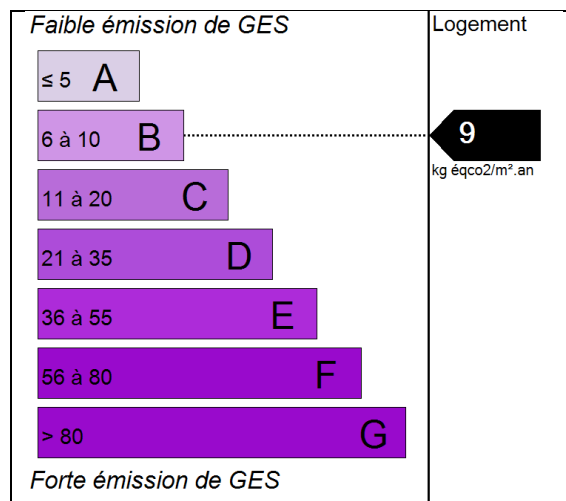 Faible émission de GES
Logement
≤ 5 A
6 à 10 B
9
kg éqco2/m².an
11 à 20 C
21 à 35 D
36 à 55 E
56 à 80 F
> 80 G
Forte émission de GES